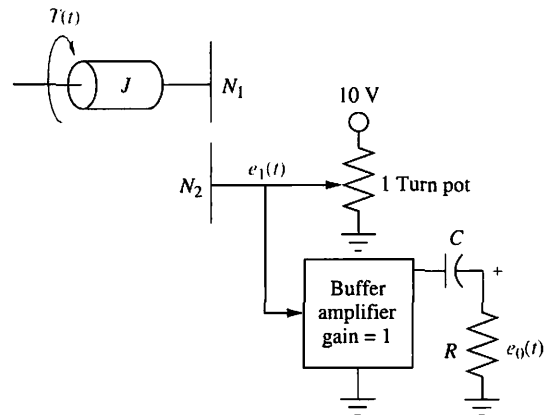 T(t)
J
N1
10 V
N2
e1(t)
1 Turn pot
C
+
Buffer
amplifier
gain = 1
R
e0(t)